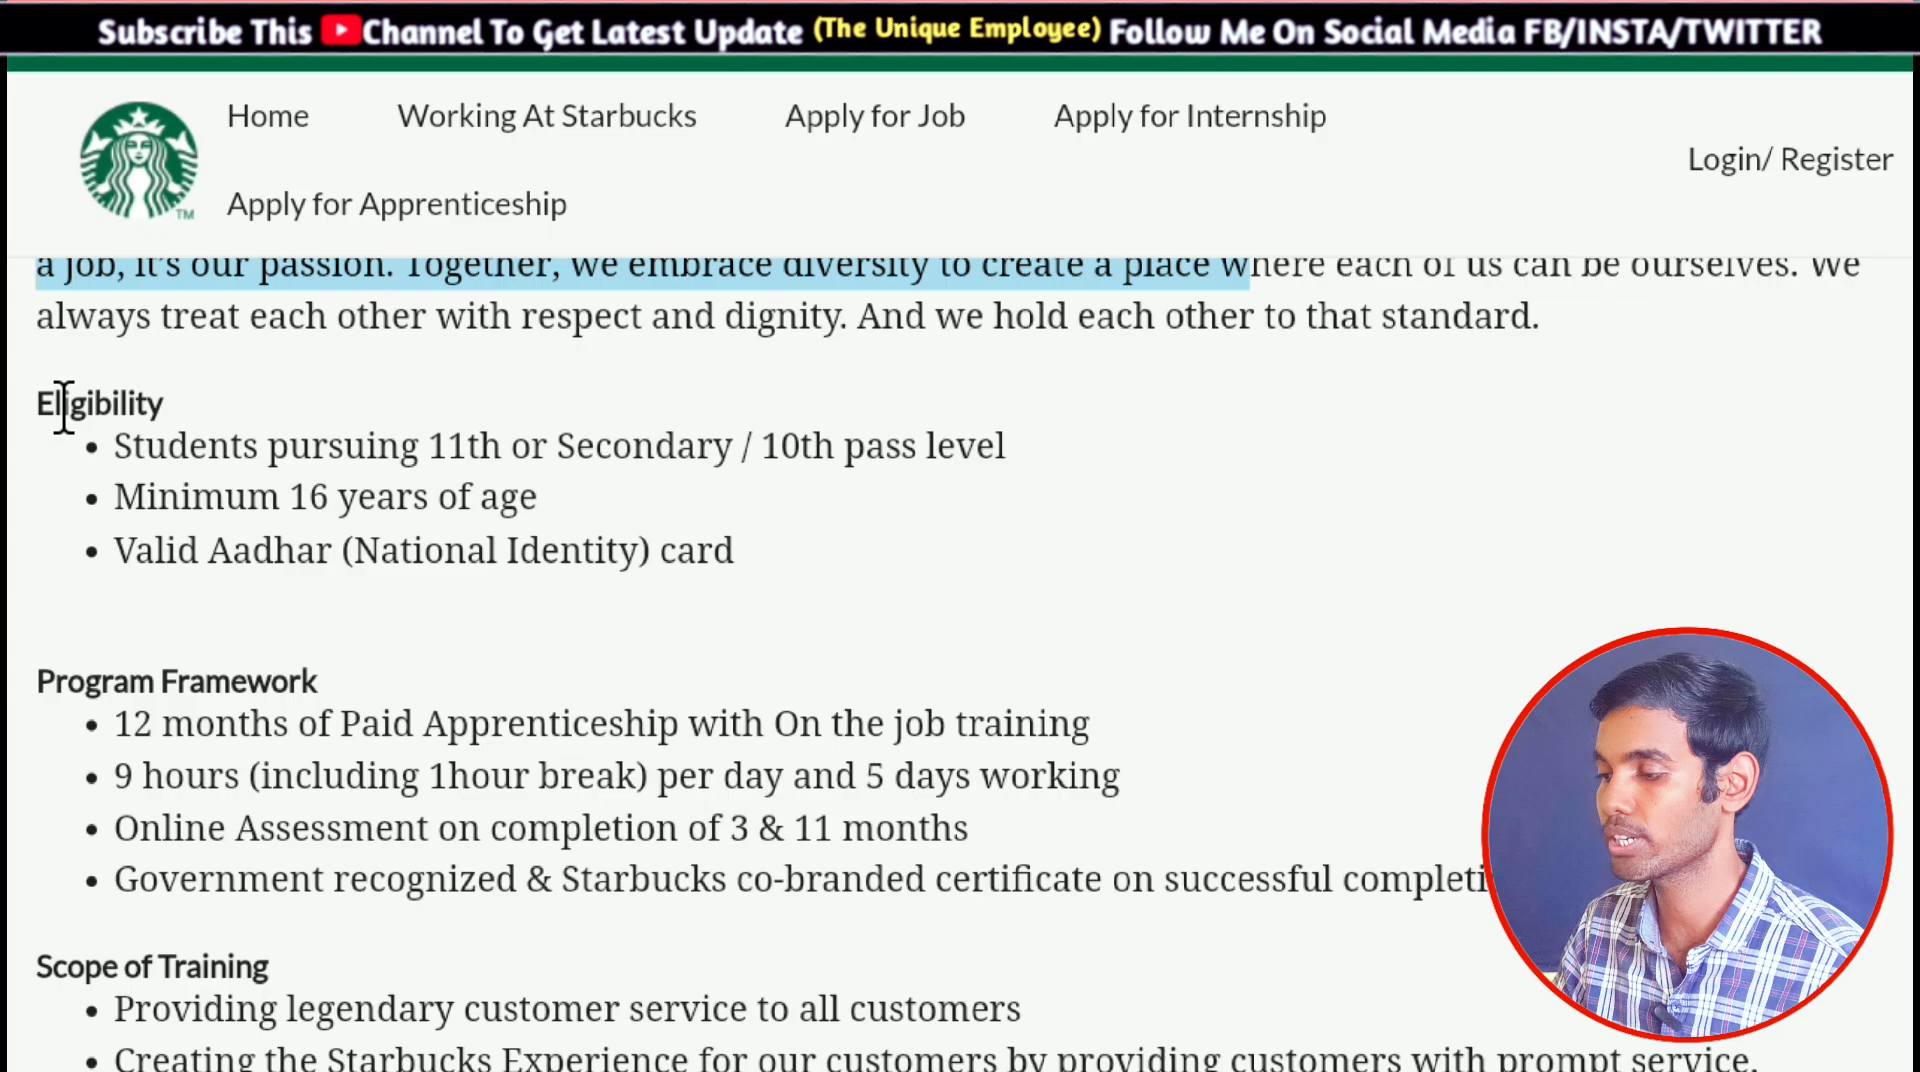 Subscribe This Channel To Get Latest Update (The Unique Employee) Follow Me On Social Media FB/INSTA/TWITTER
Home Working At Starbucks Apply for Job Apply for Internship
Login/ Register
Apply for Apprenticeship
TM
a job, it's our passion. Together, we embrace diversity to create a place where each of us can be ourselves. We
always treat each other with respect and dignity. And we hold each other to that standard.
Eligibility
• Students pursuing 11th or Secondary / 10th pass level
• Minimum 16 years of age
• Valid Aadhar (National Identity) card
Program Framework
• 12 months of Paid Apprenticeship with On the job training
• 9 hours (including 1hour break) per day and 5 days working
• Online Assessment on completion of 3 & 11 months
• Government recognized & Starbucks co-branded certificate on successful completi
Scope of Training
• Providing legendary customer service to all customers
• Creating the Starbucks Experience for our customers by providing customers with prompt service,